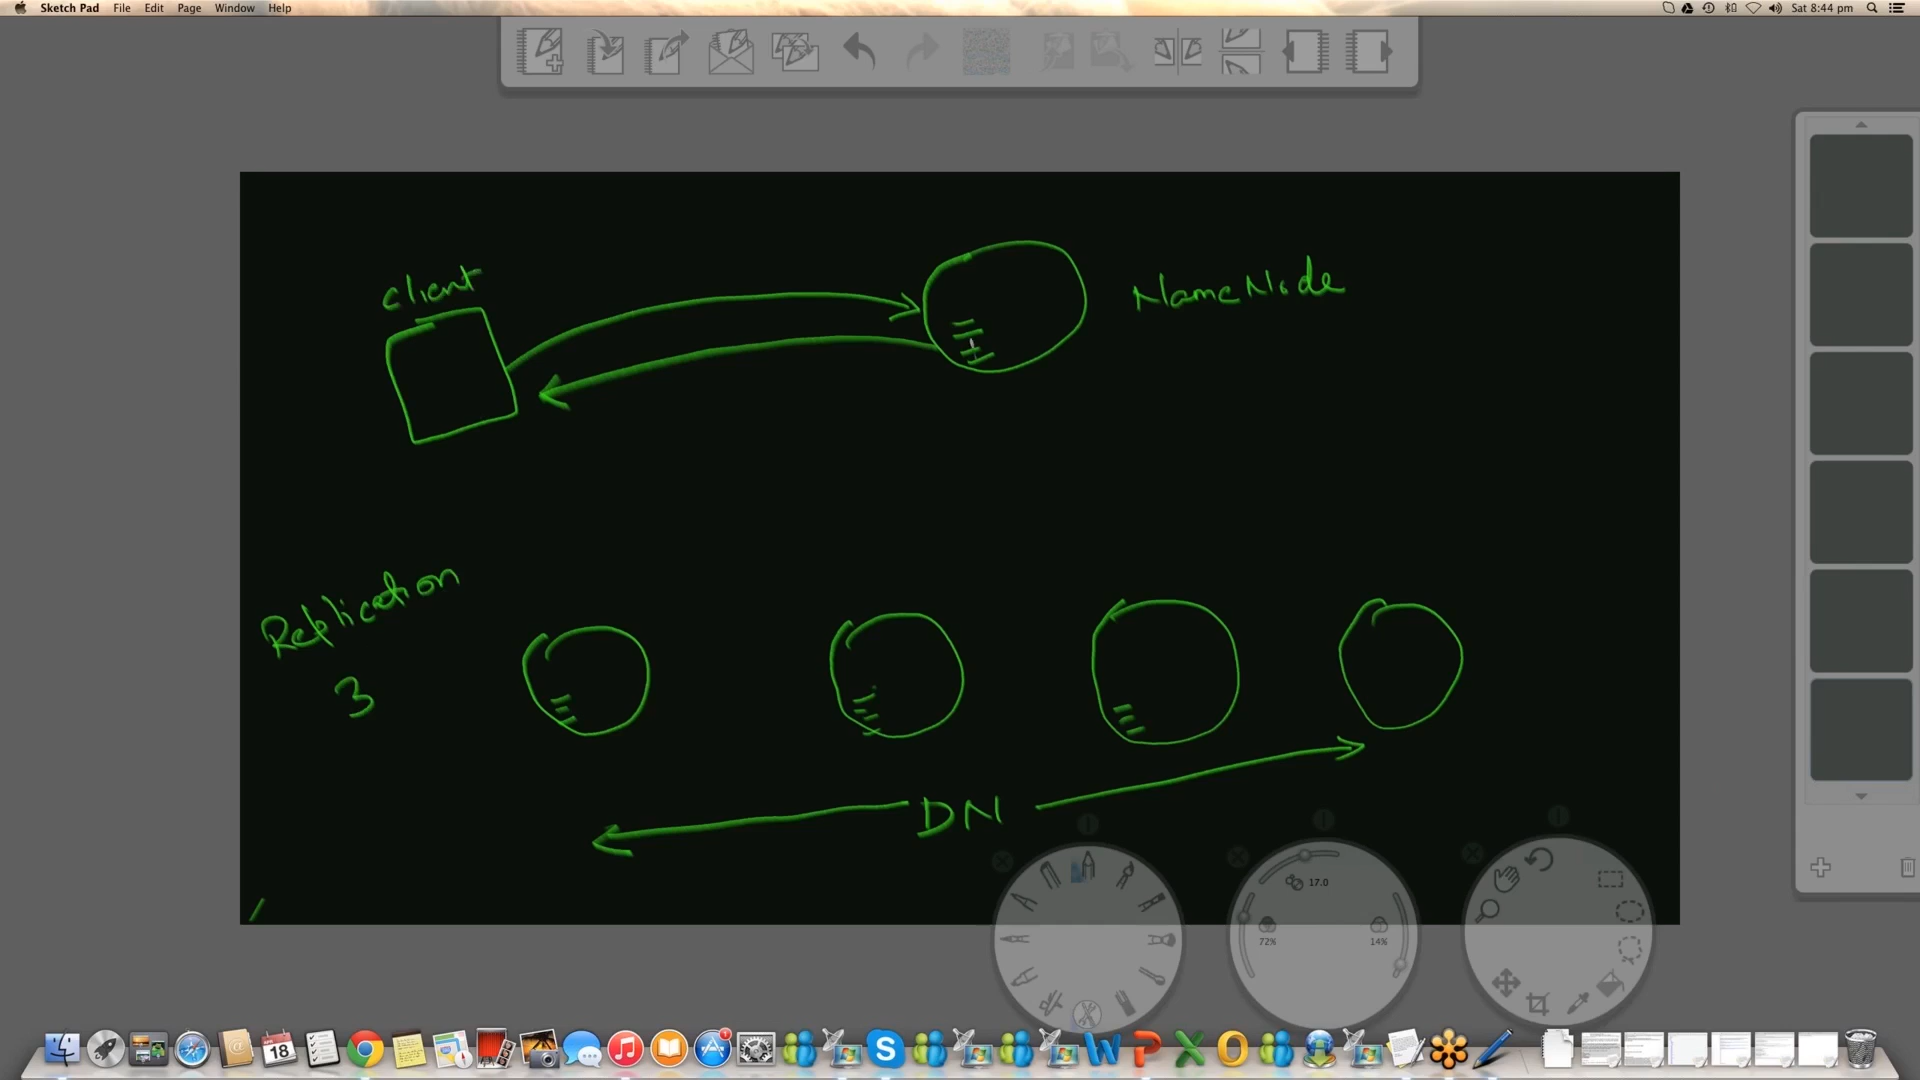 Sketch Pad File Edit Page Window Help Sat 8:44 pm
Client
NameNode
Replication
3
DN
17.0
72% 14%
18